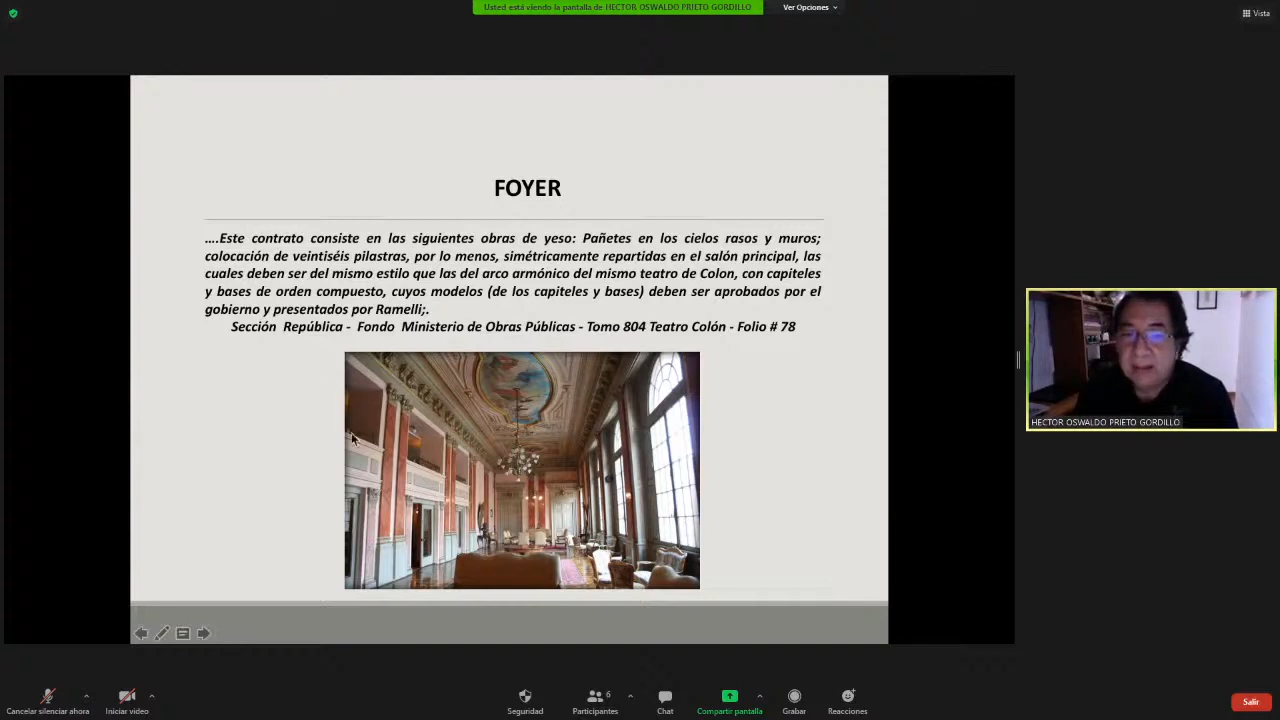 Usted está viendo la pantalla de HECTOR OSWALDO PRIETO GORDILLO
Ver Opciones
Vista
FOYER
....Este contrato consiste en las siguientes obras de yeso: Pañetes en los cielos rasos y muros;
colocación de veintiséis pilastras, por lo menos, simétricamente repartidas en el salón principal, las
cuales deben ser del mismo estilo que las del arco armónico del mismo teatro de Colon, con capiteles
y bases de orden compuesto, cuyos modelos (de los capiteles y bases) deben ser aprobados por el
gobierno y presentados por Ramelli;.
Sección República - Fondo Ministerio de Obras Públicas - Tomo 804 Teatro Colón - Folio # 78
HECTOR OSWALDO PRIETO GORDILLO
Cancelar silenciar ahora
Iniciar video
Seguridad
6
Participantes
Chat
Compartir pantalla
Grabar
Reacciones
Salir